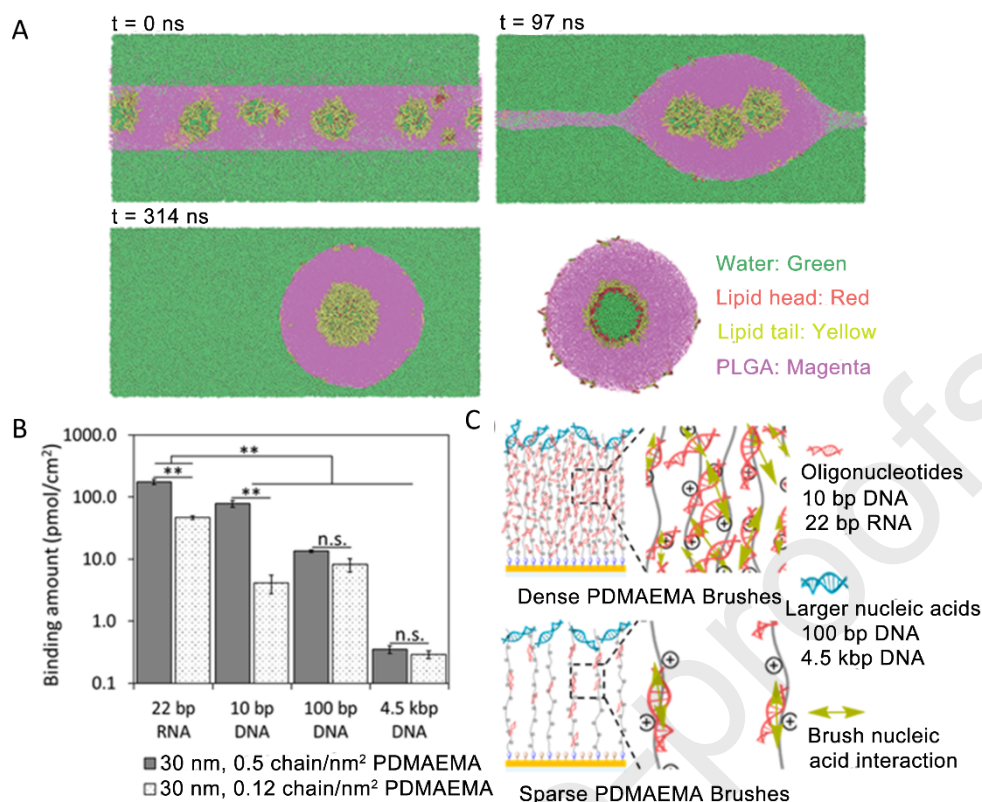 A
t = 0 ns
t = 97 ns
t = 314 ns
Water: Green
Lipid head: Red
Lipid tail: Yellow
PLGA: Magenta
B
Binding amount (pmol/cm²)
1000.0
100.0
10.0
1.0
0.1
**
**
**
n.s.
n.s.
22 bp
RNA
10 bp
DNA
100 bp
DNA
4.5 kbp
DNA
30 nm, 0.5 chain/nm² PDMAEMA
30 nm, 0.12 chain/nm² PDMAEMA
C
Dense PDMAEMA Brushes
Sparse PDMAEMA Brushes
Oligonucleotides
10 bp DNA
22 bp RNA
Larger nucleic acids
100 bp DNA
4.5 kbp DNA
Brush nucleic
acid interaction
-proofs